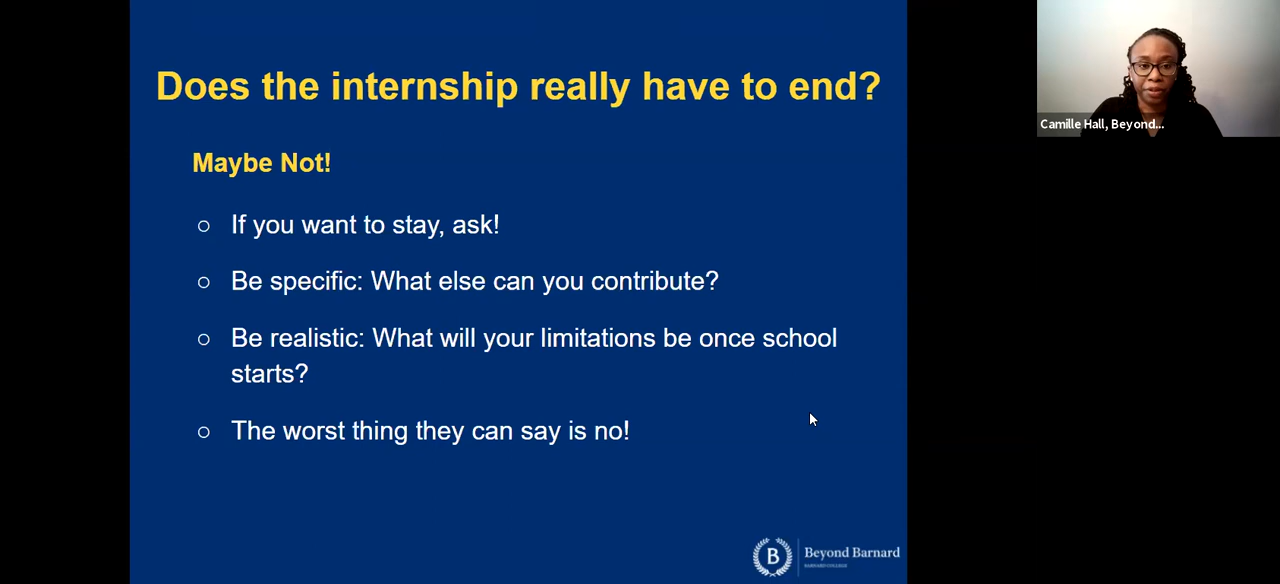 Does the internship really have to end?
Maybe Not!
○ If you want to stay, ask!
○ Be specific: What else can you contribute?
○ Be realistic: What will your limitations be once school
starts?
○ The worst thing they can say is no!
Camille Hall, Beyond...
B
Beyond Barnard
BARNARD COLLEGE